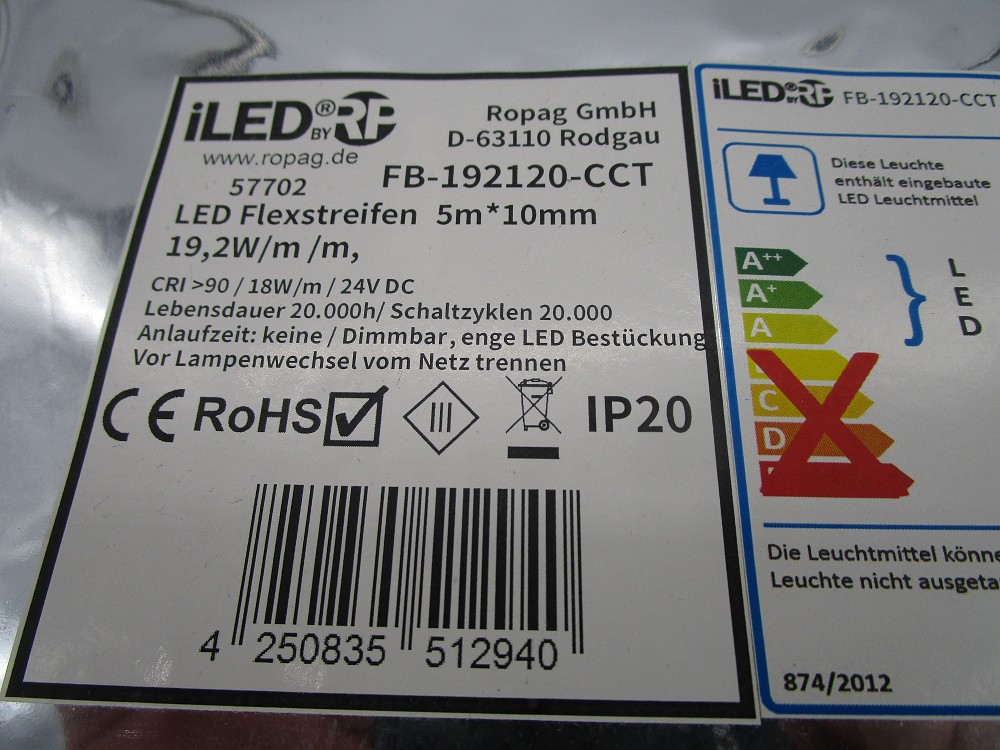 iLED® BY RP
www.ropag.de
Ropag GmbH
D-63110 Rodgau
57702 FB-192120-CCT
LED Flexstreifen 5m*10mm
19,2W/m /m,
CRI >90 / 18W/m / 24V DC
Lebensdauer 20.000h/ Schaltzyklen 20.000
Anlaufzeit: keine / Dimmbar, enge LED Bestückung
Vor Lampenwechsel vom Netz trennen
CE RoHS III IP20
4 250835 512940
iLED® BY RP FB-192120-CCT
Diese Leuchte
enthält eingebaute
LED Leuchtmittel
A++
A+
A
C
D
L
E
D
Die Leuchtmittel
Leuchte nicht
874/2012